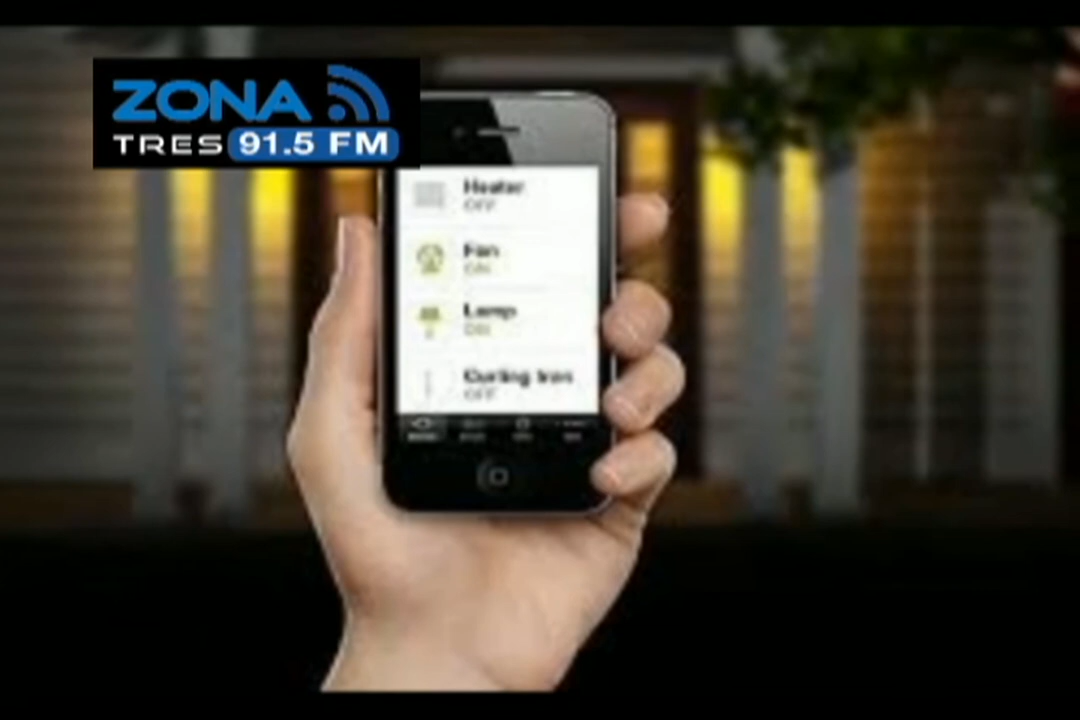 ZONA
TRES 91.5 FM
Heater
OFF
Fan
ON
Lamp
ON
Curling Iron
OFF